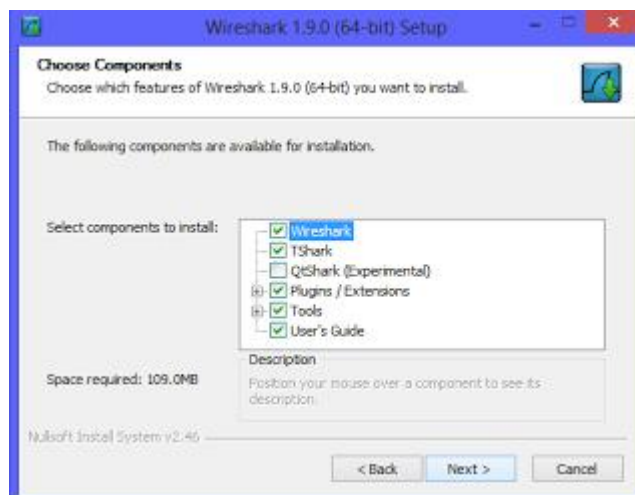 Wireshark 1.9.0 (64-bit) Setup
Choose Components
Choose which features of Wireshark 1.9.0 (64-bit) you want to install.
The following components are available for installation.
Select components to install:
Wireshark
TShark
QtShark (Experimental)
Plugins / Extensions
Tools
User's Guide
Space required: 109.0MB
Description
Position your mouse over a component to see its
description.
Nullsoft Install System v2.46
< Back
Next >
Cancel